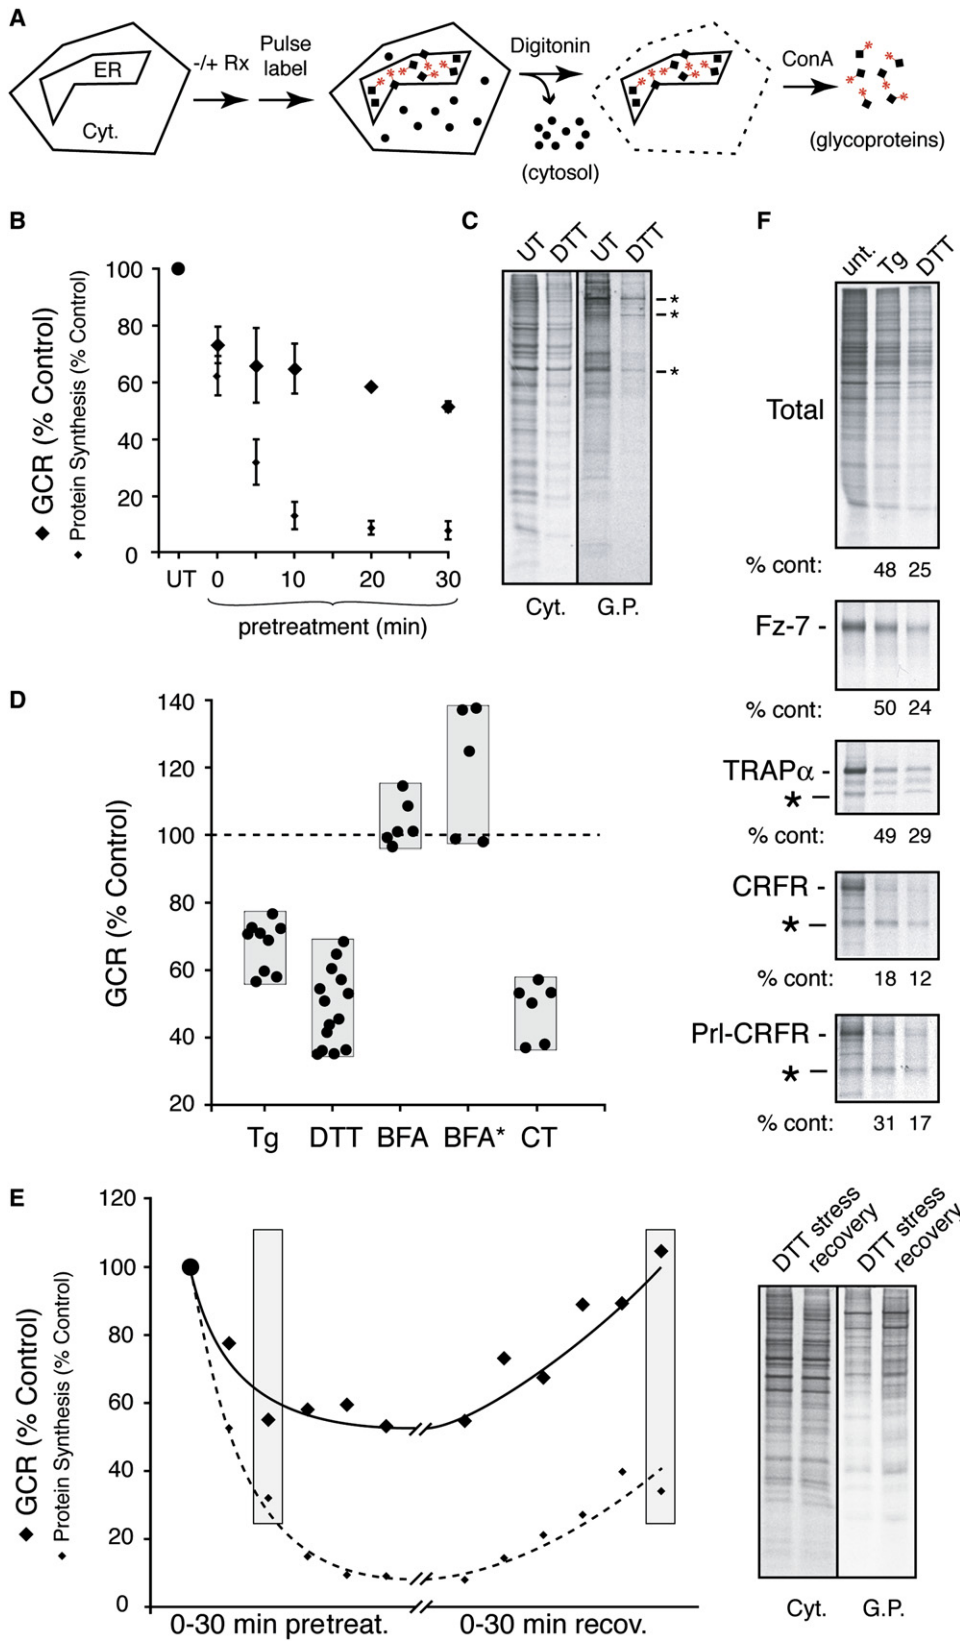 A
ER
Cyt.
-/+ Rx
Pulse
label
Digitonin
(cytosol)
ConA
(glycoproteins)
B
◆ GCR (% Control)
◆ Protein Synthesis (% Control)
100
80
60
40
20
0
UT 0 10 20 30
pretreatment (min)
C
UT DTT UT DTT
*
*
*
Cyt. G.P.
D
GCR (% Control)
140
120
100
80
60
40
20
Tg DTT BFA BFA* CT
E
◆ GCR (% Control)
◆ Protein Synthesis (% Control)
120
100
80
60
40
20
0
0-30 min pretreat. 0-30 min recov.
DTT stress
recovery
DTT stress
recovery
Cyt. G.P.
F
unt. Tg DTT
Total
% cont: 48 25
Fz-7 -
% cont: 50 24
TRAPα -
* –
% cont: 49 29
CRFR -
* –
% cont: 18 12
Prl-CRFR -
* –
% cont: 31 17